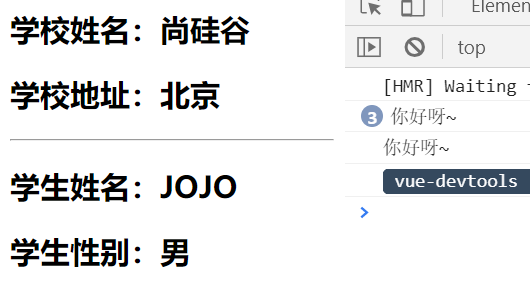 学校姓名：尚硅谷
学校地址：北京
学生姓名：JOJO
学生性别：男
Elemen
top
[HMR] Waiting
3 你好呀~
你好呀~
vue-devtools